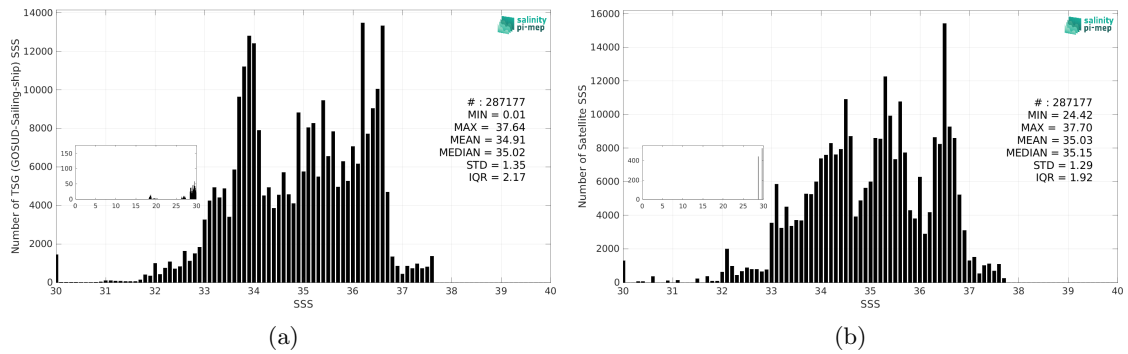 salinity
pi-mep
14000
12000
10000
8000
6000
4000
2000
0
Number of TSG (GOSUD-Sailing-ship) SSS
# : 287177
MIN = 0.01
MAX = 37.64
MEAN = 34.91
MEDIAN = 35.02
STD = 1.35
IQR = 2.17
150
100
50
0
0 5 10 15 20 25 30
30 31 32 33 34 35 36 37 38 39 40
SSS
(a)
salinity
pi-mep
16000
14000
12000
10000
8000
6000
4000
2000
0
Number of Satellite SSS
# : 287177
MIN = 24.42
MAX = 37.70
MEAN = 35.03
MEDIAN = 35.15
STD = 1.29
IQR = 1.92
400
200
0
0 5 10 15 20 25 30
30 31 32 33 34 35 36 37 38 39 40
SSS
(b)